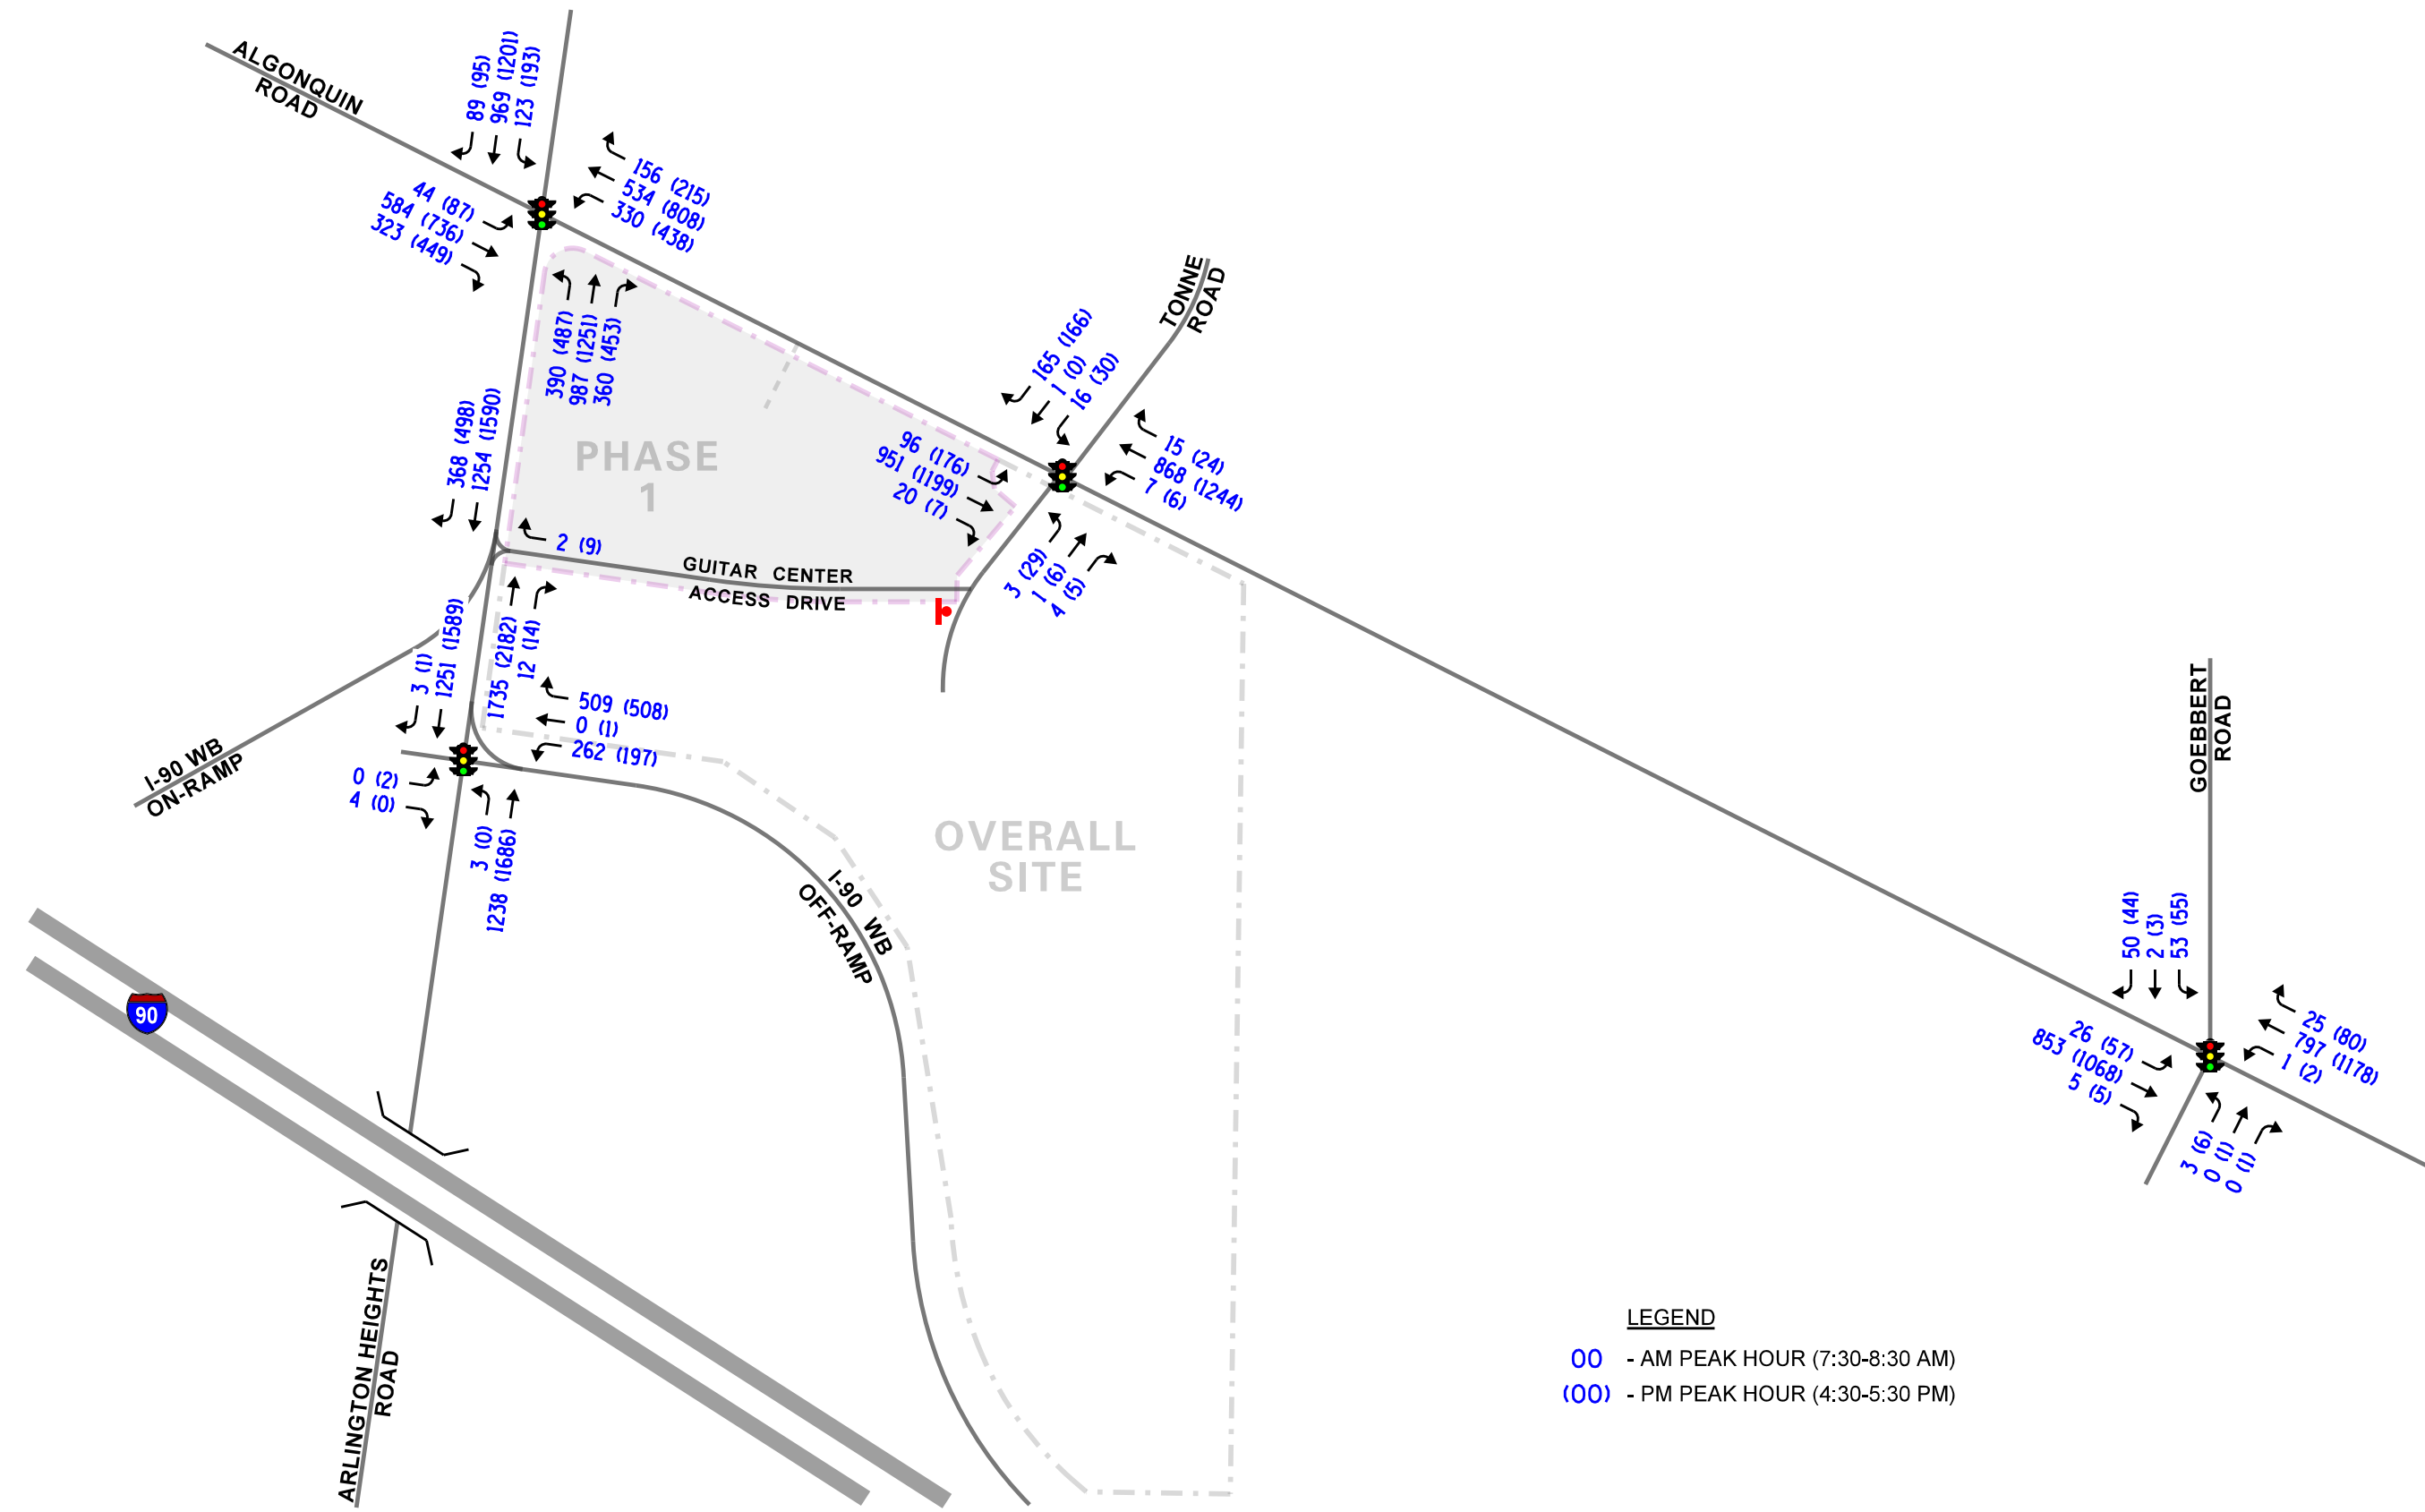 ALGONQUIN
ROAD
89 (95)
969 (1201)
123 (193)
156 (215)
534 (808)
330 (438)
44 (87)
584 (736)
323 (449)
390 (487)
987 (1251)
360 (453)
TONNE
ROAD
165 (166)
1 (0)
16 (30)
15 (24)
868 (1244)
7 (6)
96 (176)
951 (1199)
20 (7)
3 (29)
1 (6)
4 (5)
368 (498)
1254 (1590)
PHASE
1
2 (9)
GUITAR CENTER
ACCESS DRIVE
1735 (2182)
12 (14)
3 (1)
1251 (1589)
509 (508)
0 (1)
262 (197)
I-90 WB
ON-RAMP
0 (2)
4 (0)
3 (0)
1238 (1686)
OVERALL
SITE
I-90 WB
OFF-RAMP
GOEBBERT
ROAD
50 (44)
2 (3)
53 (55)
25 (80)
797 (1178)
1 (2)
26 (57)
853 (1068)
5 (5)
3 (6)
0 (1)
0 (1)
90
ARLINGTON HEIGHTS
ROAD
LEGEND
00 - AM PEAK HOUR (7:30-8:30 AM)
(00) - PM PEAK HOUR (4:30-5:30 PM)